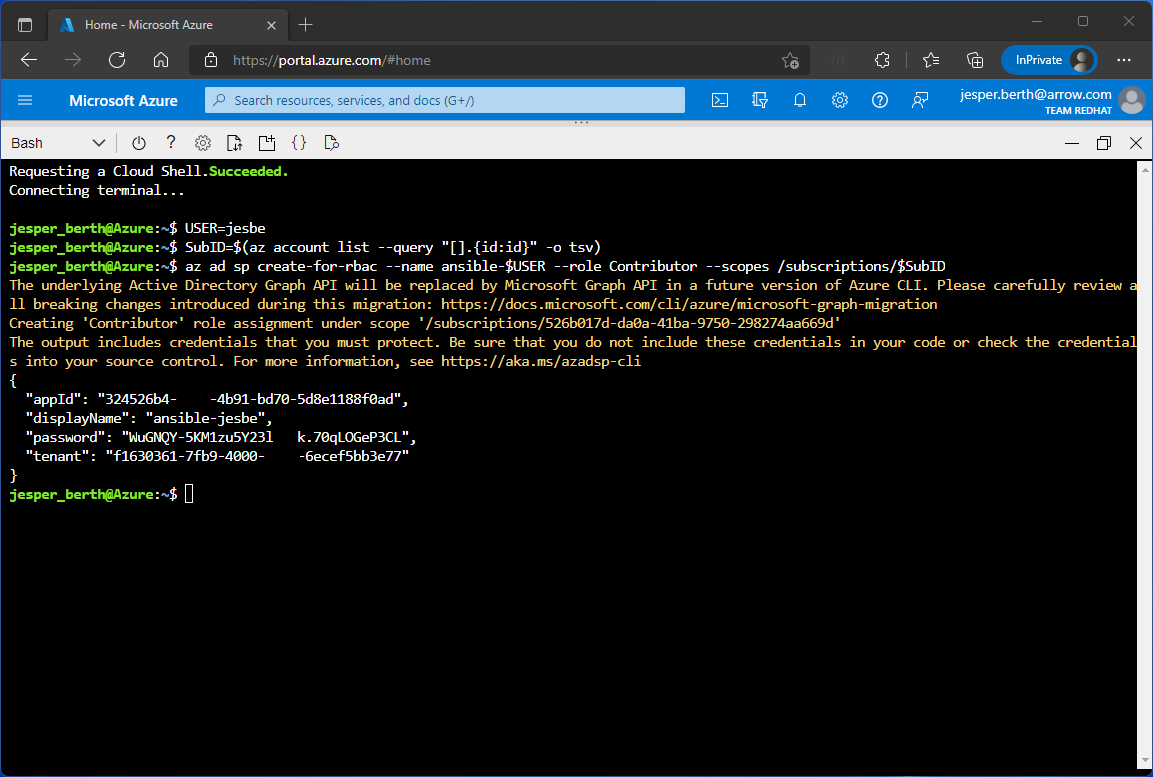 Home - Microsoft Azure
https://portal.azure.com/#home
InPrivate
Microsoft Azure
Search resources, services, and docs (G+/)
jesper.berth@arrow.com
TEAM REDHAT
Bash
Requesting a Cloud Shell.Succeeded.
Connecting terminal...
jesper_berth@Azure:~$ USER=jesbe
jesper_berth@Azure:~$ SubID=$(az account list --query "[].{id:id}" -o tsv)
jesper_berth@Azure:~$ az ad sp create-for-rbac --name ansible-$USER --role Contributor --scopes /subscriptions/$SubID
The underlying Active Directory Graph API will be replaced by Microsoft Graph API in a future version of Azure CLI. Please carefully review a
ll breaking changes introduced during this migration: https://docs.microsoft.com/cli/azure/microsoft-graph-migration
Creating 'Contributor' role assignment under scope '/subscriptions/526b017d-da0a-41ba-9750-298274aa669d'
The output includes credentials that you must protect. Be sure that you do not include these credentials in your code or check the credential
s into your source control. For more information, see https://aka.ms/azadsp-cli
{
  "appId": "324526b4-    -4b91-bd70-5d8e1188f0ad",
  "displayName": "ansible-jesbe",
  "password": "WuGNQY-5KM1zu5Y23l   k.70qLOGeP3CL",
  "tenant": "f1630361-7fb9-4000-    -6ecef5bb3e77"
}
jesper_berth@Azure:~$